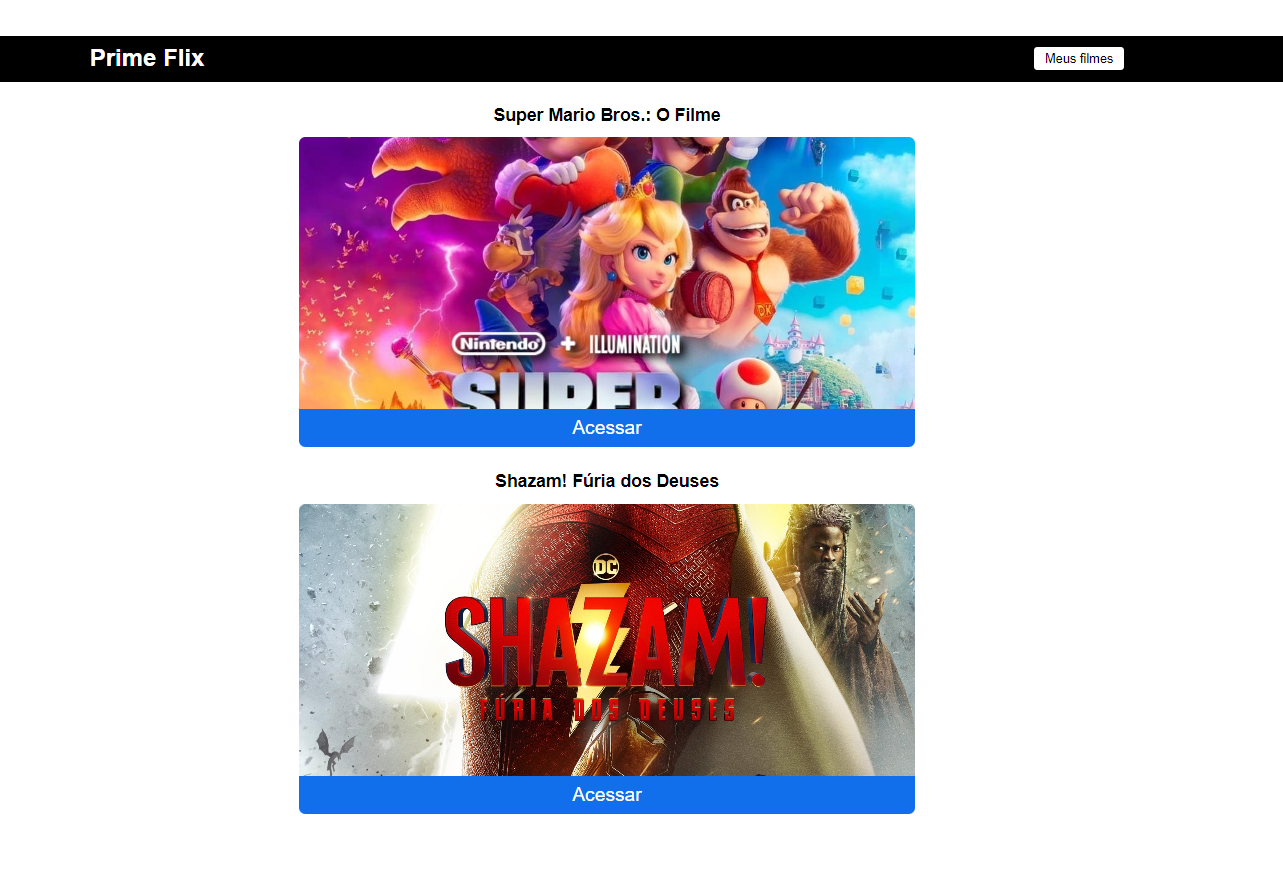 Prime Flix
Meus filmes
Super Mario Bros.: O Filme
DK
Nintendo + ILLUMINATION
SUPER
Acessar
Shazam! Fúria dos Deuses
DC
SHAZAM!
FÚRIA DOS DEUSES
Acessar